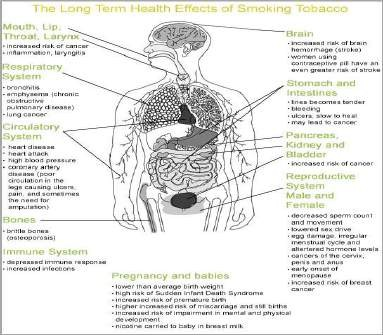 The Long Term Health Effects of Smoking Tobacco
Mouth, Lip,
Throat, Larynx
• increased risk of cancer
• inflammation, laryngitis
Respiratory
System
• bronchitis
• emphysema (chronic
obstructive
pulmonary disease)
• lung cancer
Circulatory
System
• heart disease
• heart attack
• high blood pressure
• coronary artery
disease (poor
circulation in the
legs causing ulcers,
pain, and sometimes
the need for
amputation)
Bones
• brittle bones
(osteoporosis)
Immune System
• depressed immune response
• increased infections
Brain
• increased risk of brain
hemorrhage (stroke)
• women using
contraceptive pill have an
even greater risk of stroke
Stomach and
Intestines
• linea becomes tender
• bleeding
• ulcers, slow to heal
• may lead to cancer
Pancreas,
Kidney and
Bladder
• increased risk of cancer
Reproductive
System
Male and
Female
• decreased sperm count
and movement
• lowered sex drive
• egg damage, irregular
menstrual cycle and
altered hormone levels
• cancers of the cervix,
penis and anus
• early onset of
menopause
• increased risk of breast
cancer
Pregnancy and babies
• lower than average birth weight
• high risk of Sudden Infant Death Syndrome
• increased risk of premature birth
• higher increased risk of miscarriage and still births
• increased risk of impairment in mental and physical
development
• nicotine carried to baby in breast milk